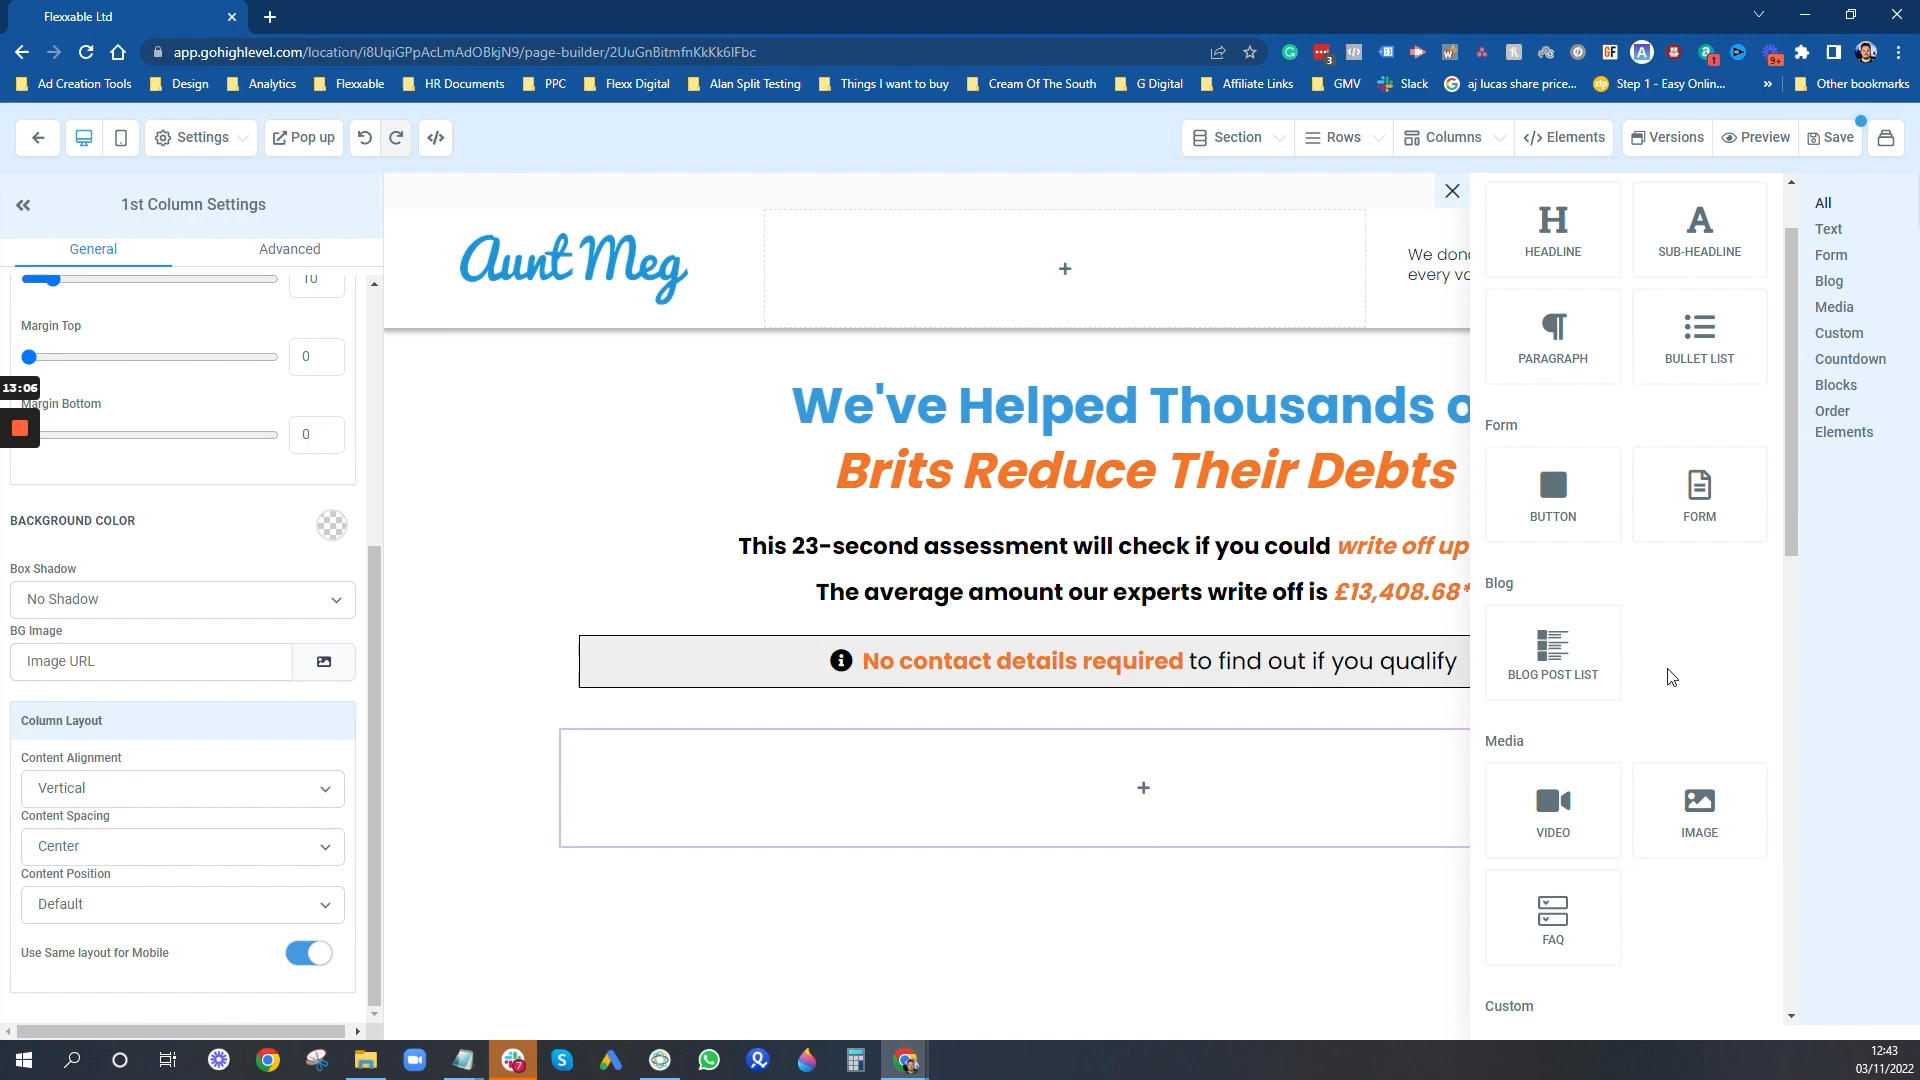 Flexxable Ltd
app.gohighlevel.com/location/i8UqiGPpAcLmAdOBkjN9/page-builder/2UuGnBitmfnKkKk6IFbc
3
1
9+
Ad Creation Tools
Design
Analytics
Flexxable
HR Documents
PPC
Flexx Digital
Alan Split Testing
Things I want to buy
Cream Of The South
G Digital
Affiliate Links
GMV
Slack
aj lucas share price...
Step 1 - Easy Onlin...
Other bookmarks
Settings
Pop up
Section
Rows
Columns
Elements
Versions
Preview
Save
1st Column Settings
General
Advanced
10
Margin Top
0
13:06
Margin Bottom
0
BACKGROUND COLOR
Box Shadow
No Shadow
BG Image
Image URL
Column Layout
Content Alignment
Vertical
Content Spacing
Center
Content Position
Default
Use Same layout for Mobile
Aunt Meg
We don
every
We've Helped Thousands o
Brits Reduce Their Debts
This 23-second assessment will check if you could write off up
The average amount our experts write off is £13,408.68*
No contact details required to find out if you qualify
HEADLINE
SUB-HEADLINE
PARAGRAPH
BULLET LIST
Form
BUTTON
FORM
Blog
BLOG POST LIST
Media
VIDEO
IMAGE
FAQ
Custom
All
Text
Form
Blog
Media
Custom
Countdown
Blocks
Order
Elements
7
12:43
03/11/2022